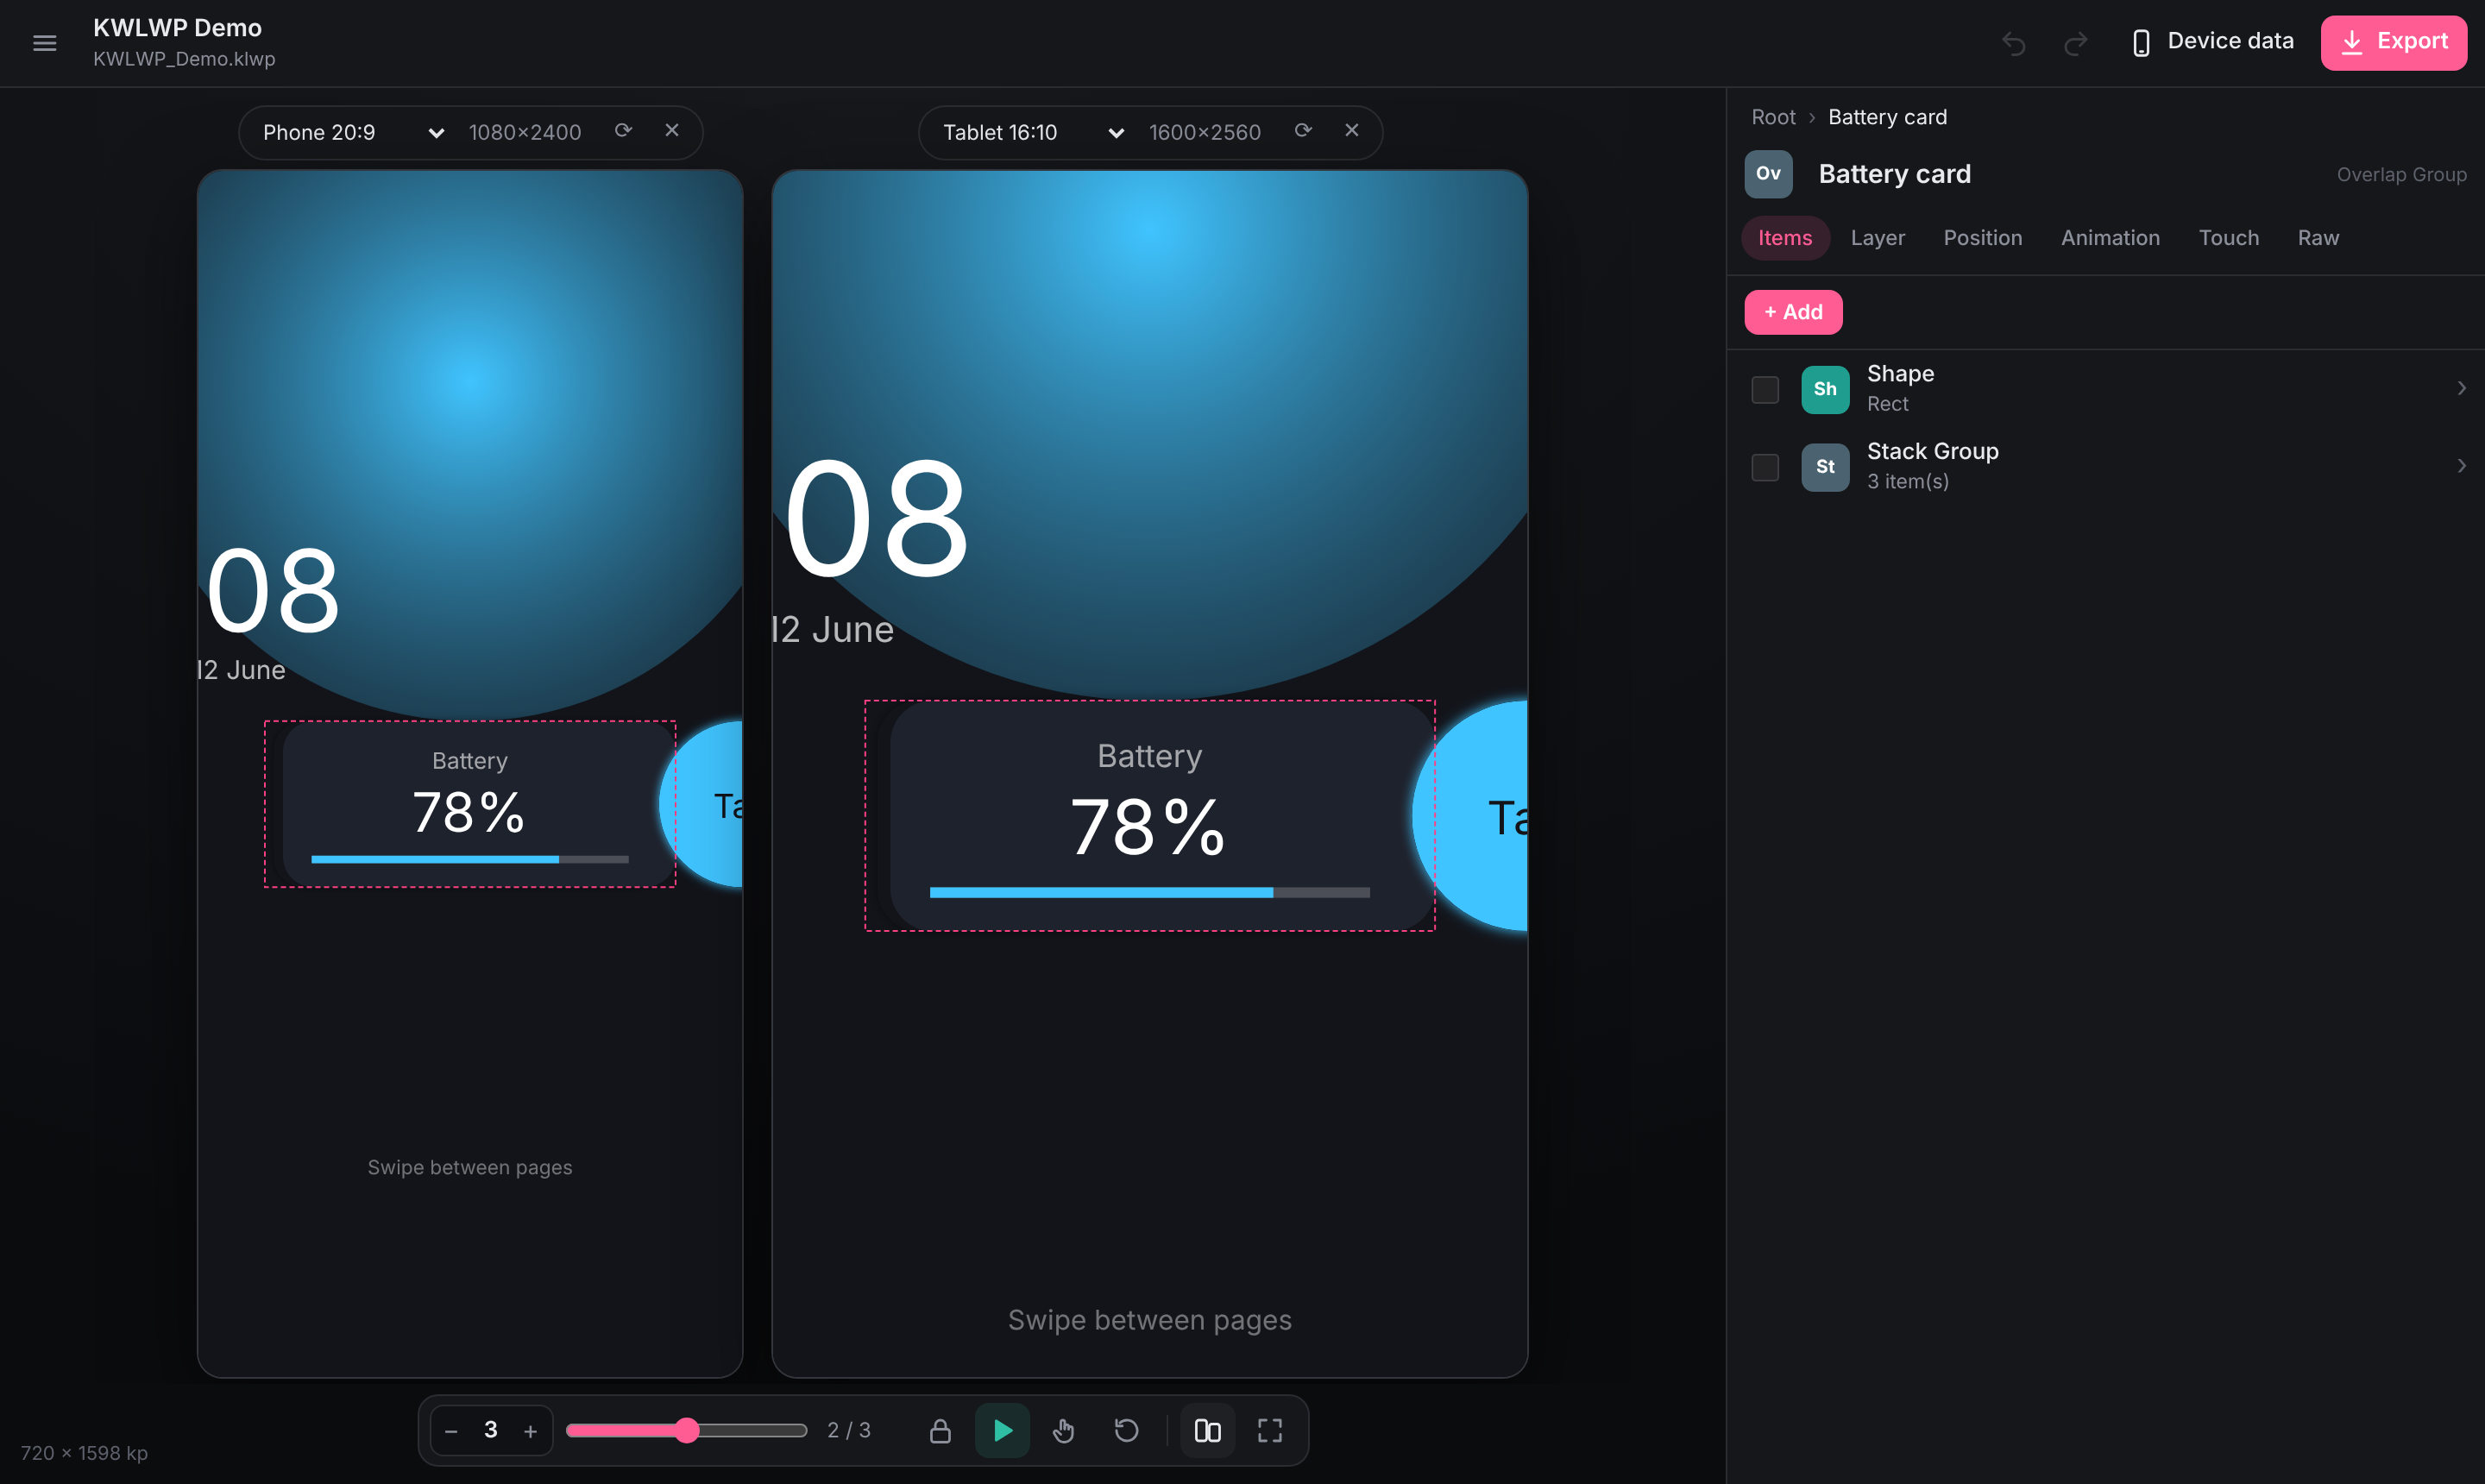 KWLWP Demo
KWLWP_Demo.klwp
Device data
Export
Phone 20:9
1080×2400
Tablet 16:10
1600×2560
08
12 June
Battery
78%
Ta
Swipe between pages
08
12 June
Battery
78%
Ta
Swipe between pages
Root › Battery card
Ov
Battery card
Overlap Group
Items
Layer
Position
Animation
Touch
Raw
+ Add
Sh
Shape
Rect
St
Stack Group
3 item(s)
720 × 1598 kp
− 3 +
2 / 3